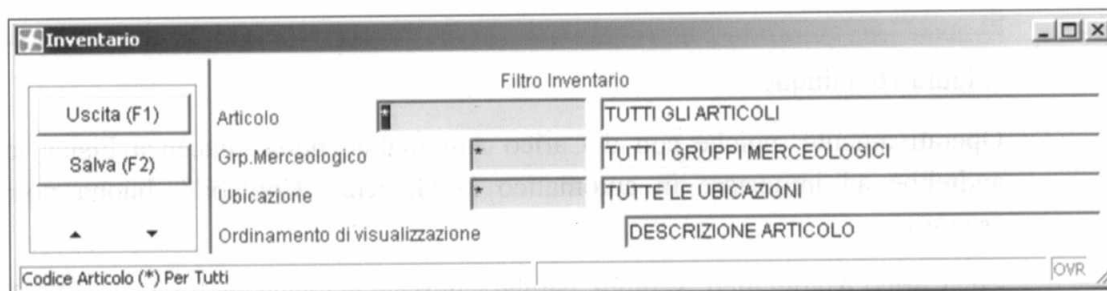 Inventario
Filtro Inventario
Uscita (F1)
Salva (F2)
Articolo * TUTTI GLI ARTICOLI
Grp.Merceologico * TUTTI I GRUPPI MERCEOLOGICI
Ubicazione * TUTTE LE UBICAZIONI
Ordinamento di visualizzazione DESCRIZIONE ARTICOLO
Codice Articolo (*) Per Tutti
OVR